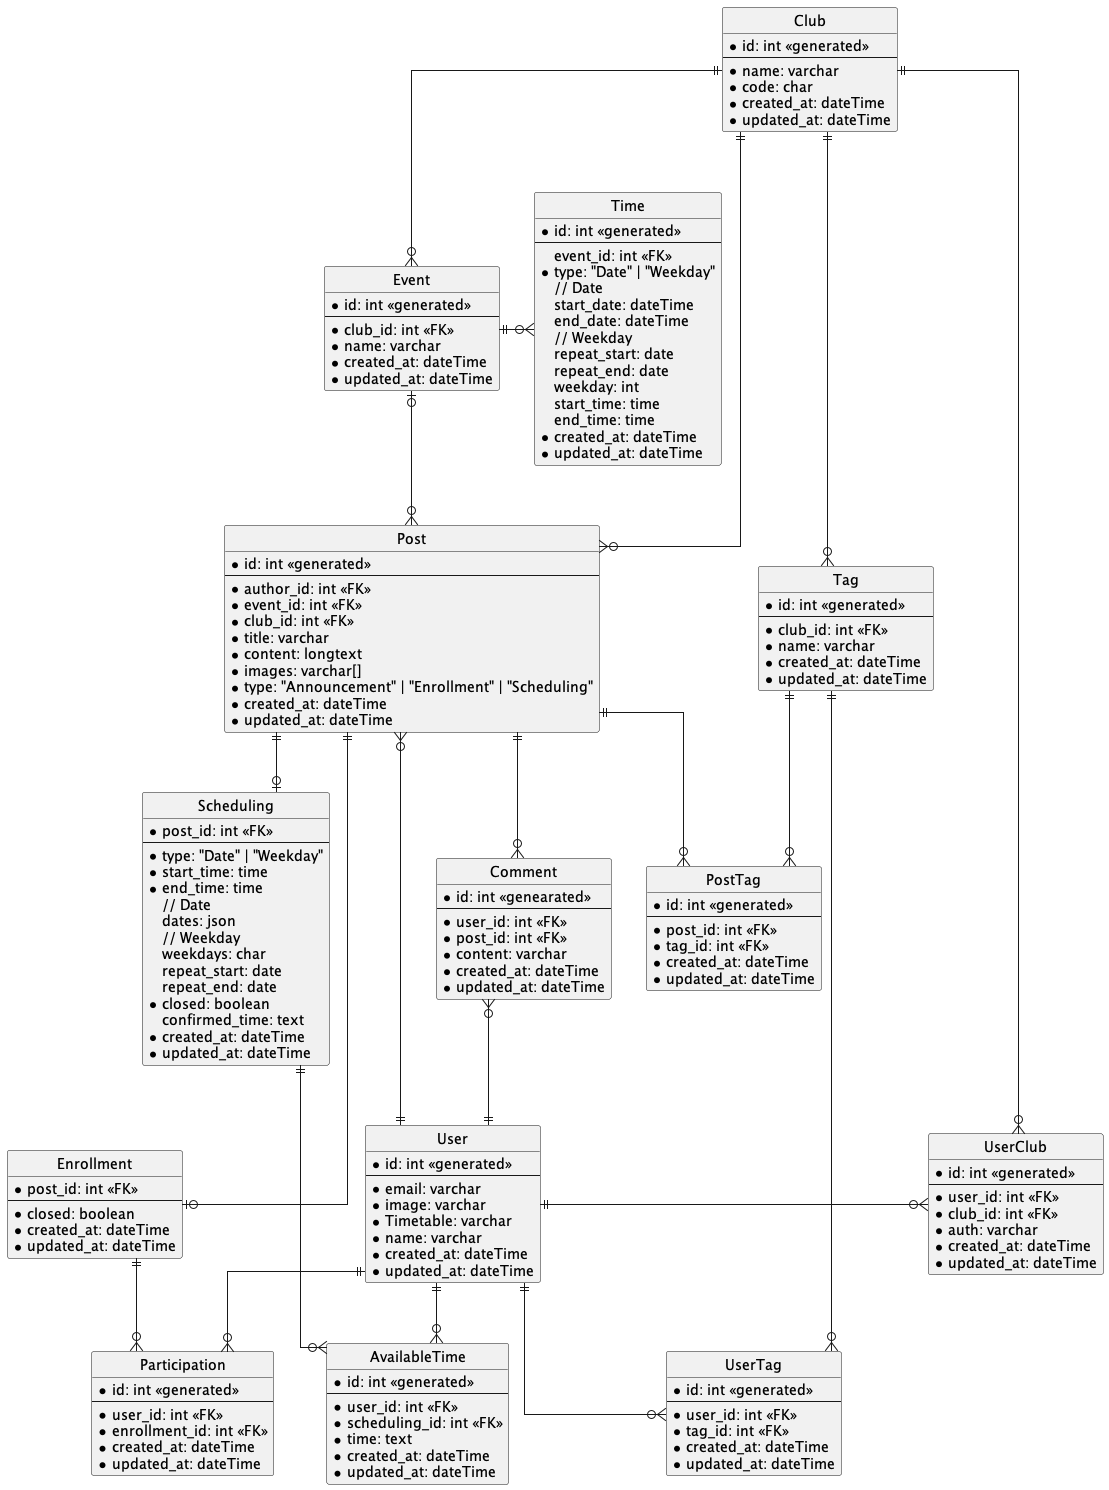 Club
id: int «generated»
name: varchar
code: char
created_at: dateTime
updated_at: dateTime
Time
id: int «generated»
event_id: int «FK»
type: "Date" | "Weekday"
// Date
start_date: dateTime
end_date: dateTime
// Weekday
repeat_start: date
repeat_end: date
weekday: int
start_time: time
end_time: time
created_at: dateTime
updated_at: dateTime
Event
id: int «generated»
club_id: int «FK»
name: varchar
created_at: dateTime
updated_at: dateTime
Post
id: int «generated»
author_id: int «FK»
event_id: int «FK»
club_id: int «FK»
title: varchar
content: longtext
images: varchar[]
type: "Announcement" | "Enrollment" | "Scheduling"
created_at: dateTime
updated_at: dateTime
Tag
id: int «generated»
club_id: int «FK»
name: varchar
created_at: dateTime
updated_at: dateTime
Scheduling
post_id: int «FK»
type: "Date" | "Weekday"
start_time: time
end_time: time
// Date
dates: json
// Weekday
weekdays: char
repeat_start: date
repeat_end: date
closed: boolean
confirmed_time: text
created_at: dateTime
updated_at: dateTime
Comment
id: int «genearated»
user_id: int «FK»
post_id: int «FK»
content: varchar
created_at: dateTime
updated_at: dateTime
PostTag
id: int «generated»
post_id: int «FK»
tag_id: int «FK»
created_at: dateTime
updated_at: dateTime
Enrollment
post_id: int «FK»
closed: boolean
created_at: dateTime
updated_at: dateTime
User
id: int «generated»
email: varchar
image: varchar
Timetable: varchar
name: varchar
created_at: dateTime
updated_at: dateTime
UserClub
id: int «generated»
user_id: int «FK»
club_id: int «FK»
auth: varchar
created_at: dateTime
updated_at: dateTime
Participation
id: int «generated»
user_id: int «FK»
enrollment_id: int «FK»
created_at: dateTime
updated_at: dateTime
AvailableTime
id: int «generated»
user_id: int «FK»
scheduling_id: int «FK»
time: text
created_at: dateTime
updated_at: dateTime
UserTag
id: int «generated»
user_id: int «FK»
tag_id: int «FK»
created_at: dateTime
updated_at: dateTime